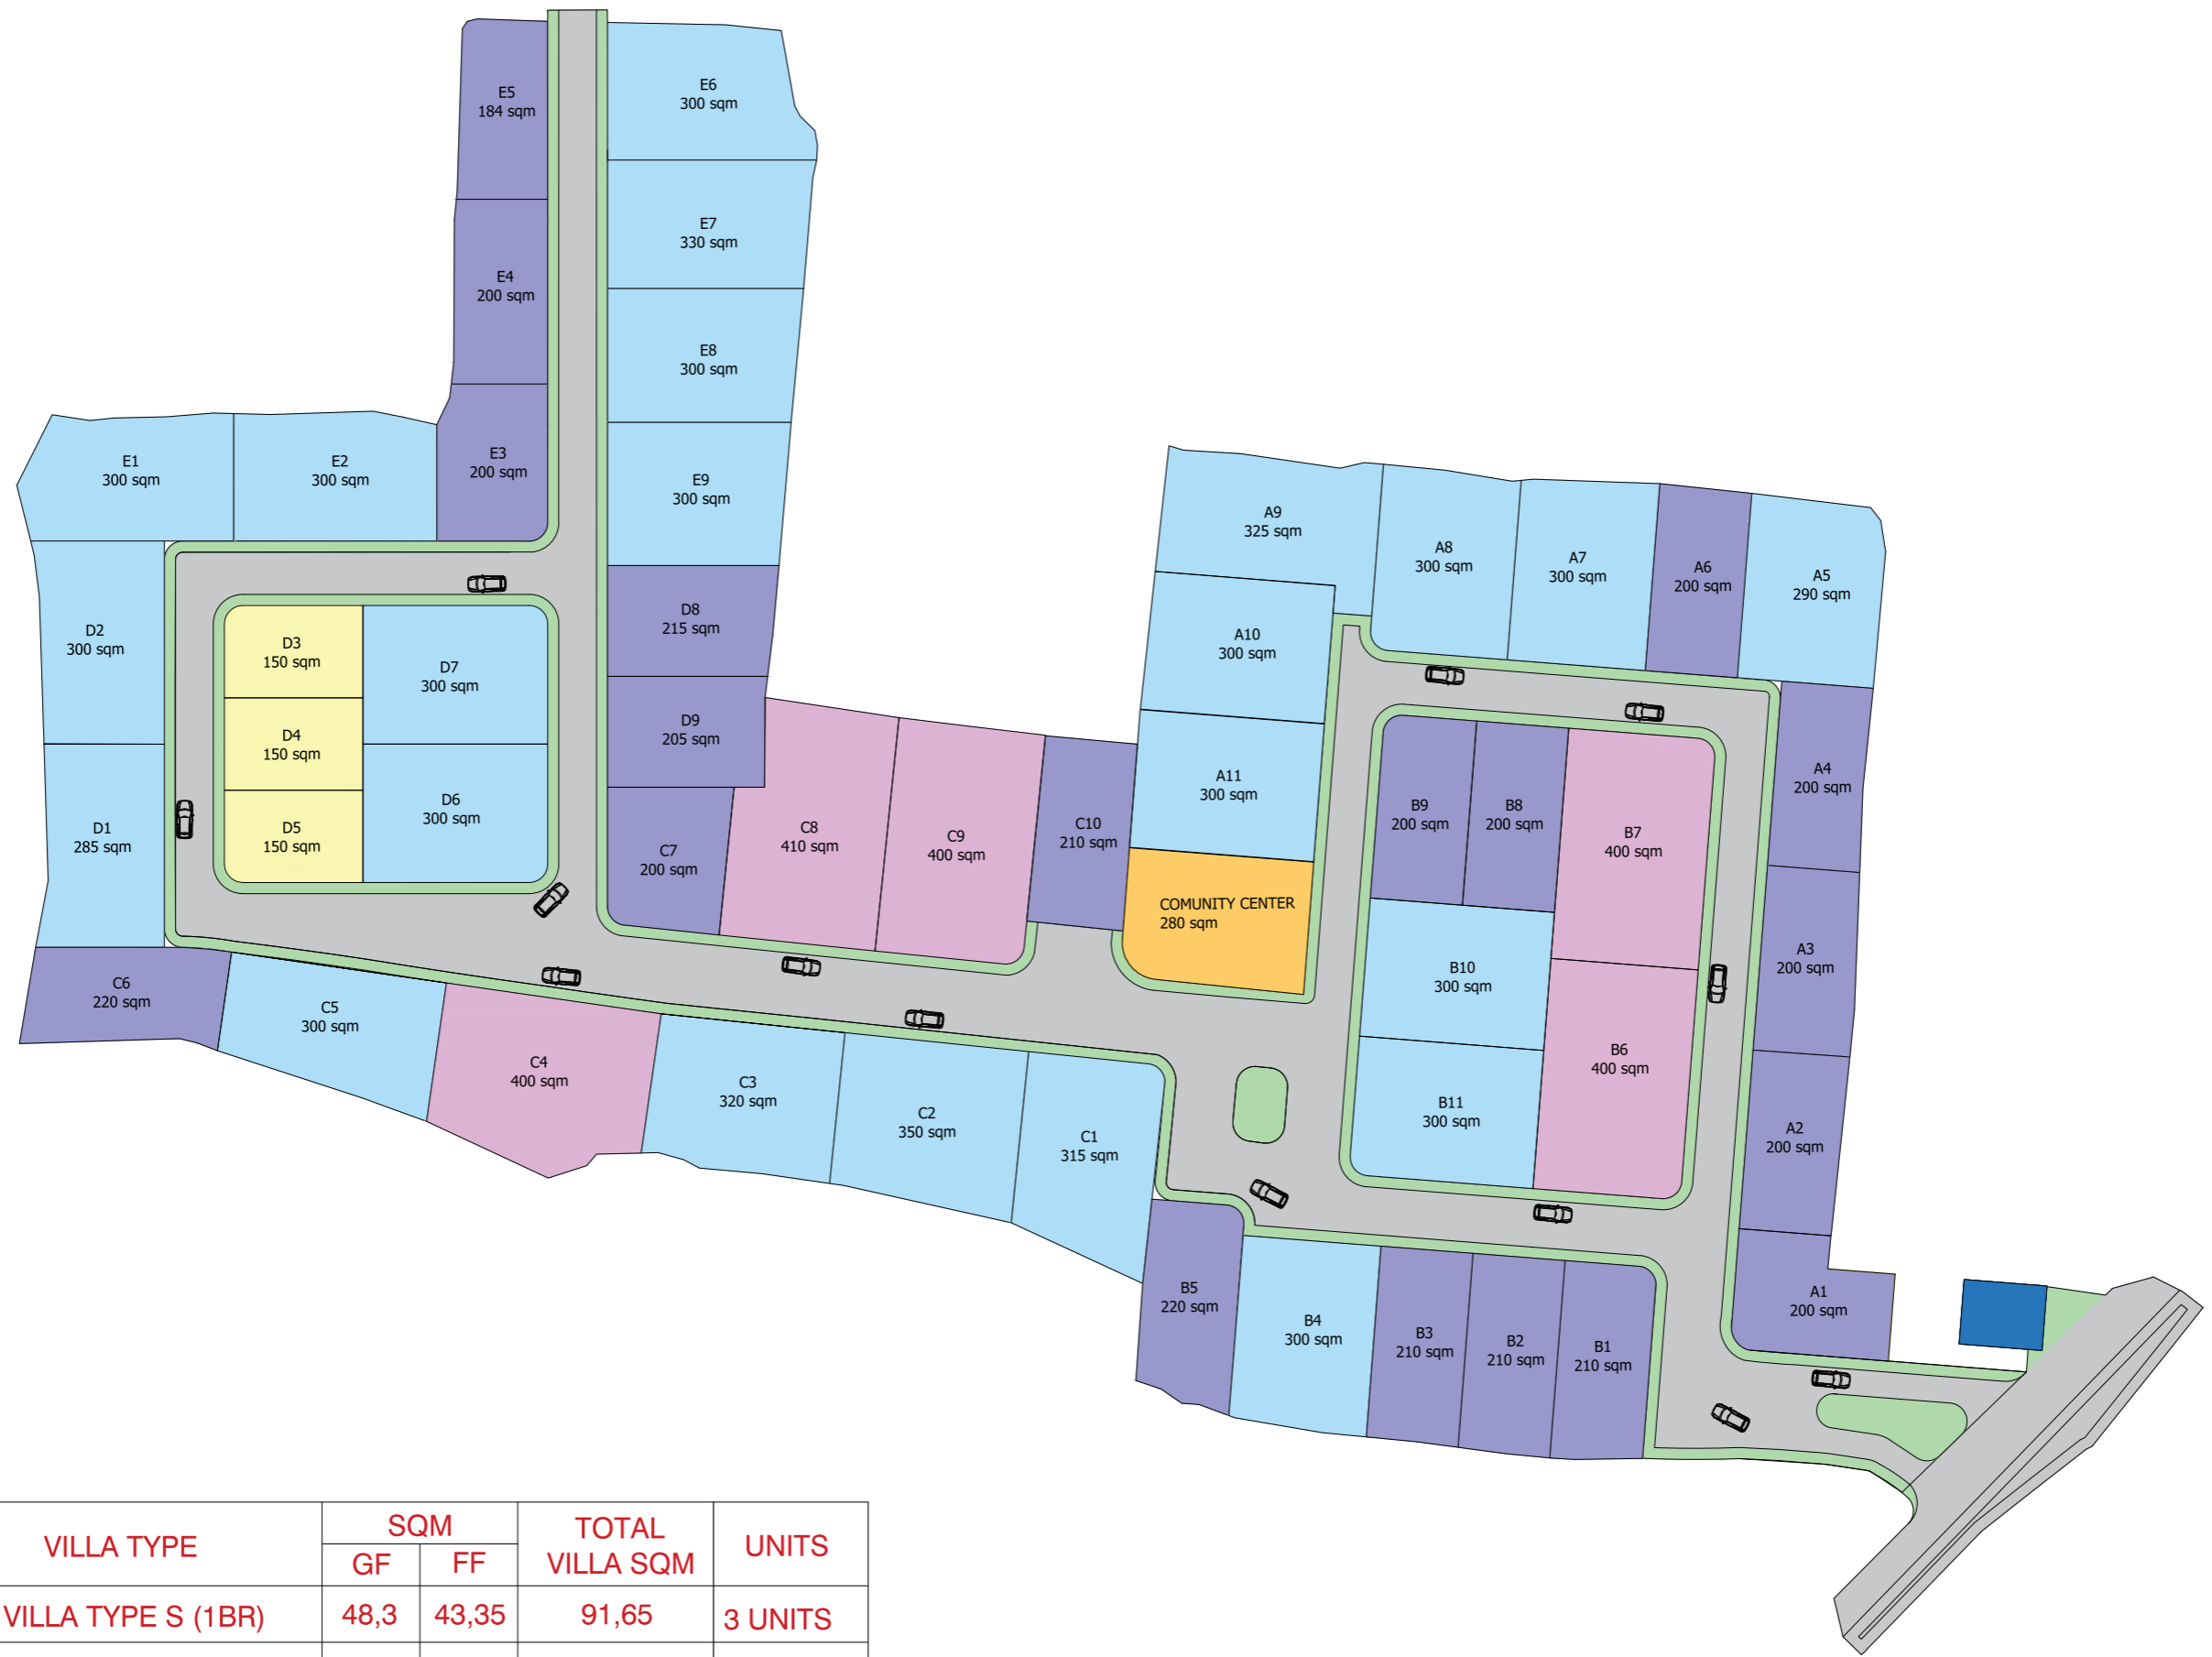 E5
184 sqm
E6
300 sqm
E7
330 sqm
E4
200 sqm
E8
300 sqm
E1
300 sqm
E2
300 sqm
E3
200 sqm
E9
300 sqm
A9
325 sqm
A8
300 sqm
A7
300 sqm
A6
200 sqm
A5
290 sqm
D2
300 sqm
D3
150 sqm
D7
300 sqm
D8
215 sqm
A10
300 sqm
D4
150 sqm
D9
205 sqm
A11
300 sqm
A4
200 sqm
D1
285 sqm
D5
150 sqm
D6
300 sqm
C7
200 sqm
C8
410 sqm
C9
400 sqm
C10
210 sqm
B9
200 sqm
B8
200 sqm
B7
400 sqm
COMUNITY CENTER
280 sqm
A3
200 sqm
C6
220 sqm
C5
300 sqm
B10
300 sqm
C4
400 sqm
B6
400 sqm
C3
320 sqm
C2
350 sqm
C1
315 sqm
B11
300 sqm
A2
200 sqm
B5
220 sqm
B4
300 sqm
B3
210 sqm
B2
210 sqm
B1
210 sqm
A1
200 sqm
VILLA TYPE
SQM
GF
FF
TOTAL
VILLA SQM
UNITS
VILLA TYPE S (1BR)
48,3
43,35
91,65
3 UNITS